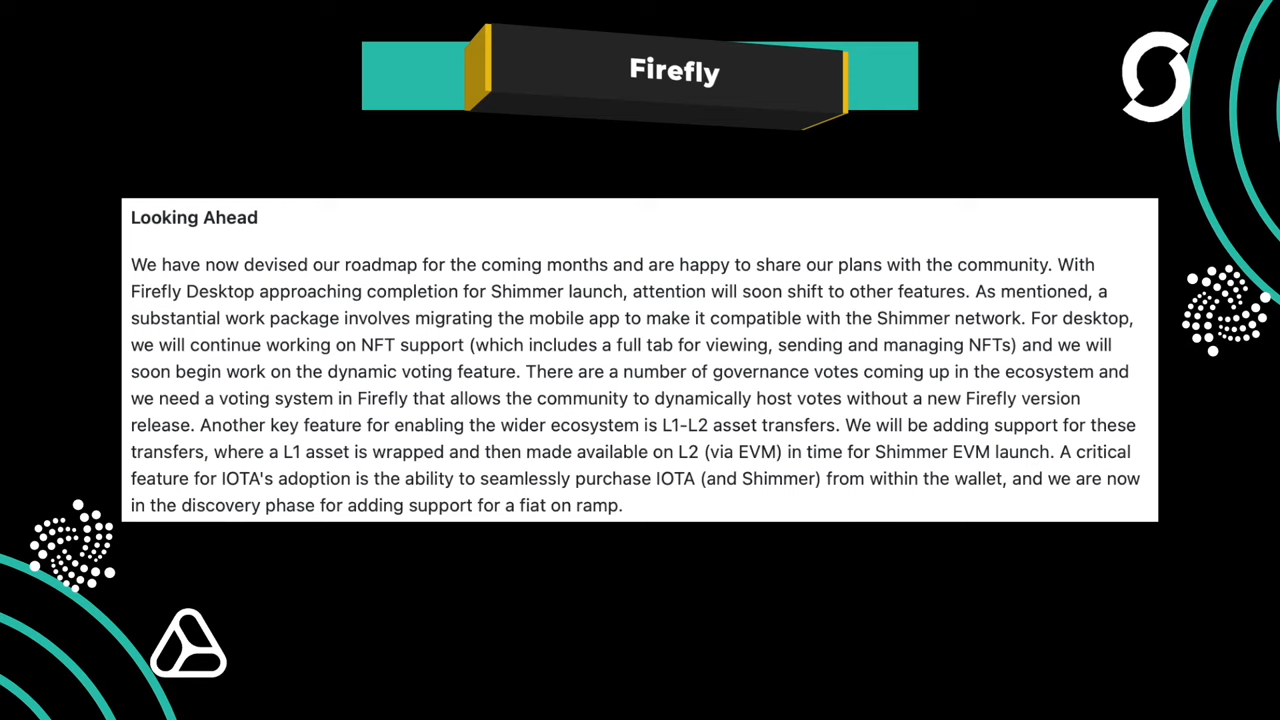 Firefly
Looking Ahead
We have now devised our roadmap for the coming months and are happy to share our plans with the community. With
Firefly Desktop approaching completion for Shimmer launch, attention will soon shift to other features. As mentioned, a
substantial work package involves migrating the mobile app to make it compatible with the Shimmer network. For desktop,
we will continue working on NFT support (which includes a full tab for viewing, sending and managing NFTs) and we will
soon begin work on the dynamic voting feature. There are a number of governance votes coming up in the ecosystem and
we need a voting system in Firefly that allows the community to dynamically host votes without a new Firefly version
release. Another key feature for enabling the wider ecosystem is L1-L2 asset transfers. We will be adding support for these
transfers, where a L1 asset is wrapped and then made available on L2 (via EVM) in time for Shimmer EVM launch. A critical
feature for IOTA's adoption is the ability to seamlessly purchase IOTA (and Shimmer) from within the wallet, and we are now
in the discovery phase for adding support for a fiat on ramp.